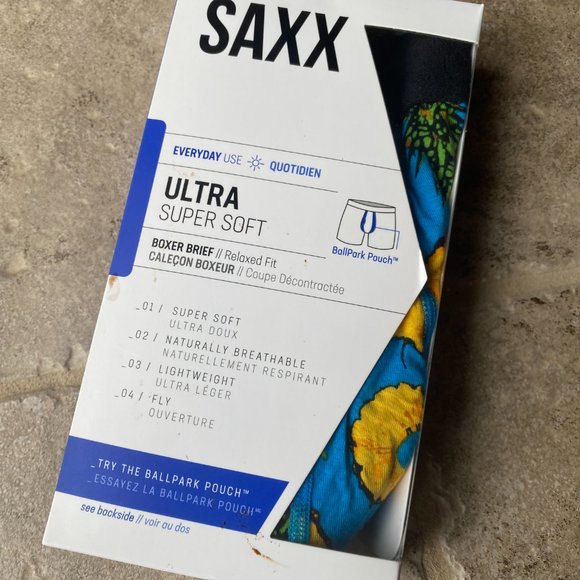 SAXX
EVERYDAY USE QUOTIDIEN
ULTRA
SUPER SOFT
BallPark Pouch™
BOXER BRIEF // Relaxed Fit
CALEÇON BOXEUR // Coupe Décontractée
_01 / SUPER SOFT
ULTRA DOUX
_02 / NATURALLY BREATHABLE
NATURELLEMENT RESPIRANT
_03 / LIGHTWEIGHT
ULTRA LÉGER
_04 / FLY
OUVERTURE
_TRY THE BALLPARK POUCH™
_ESSAYEZ LA BALLPARK POUCH MC
see backside // voir au dos